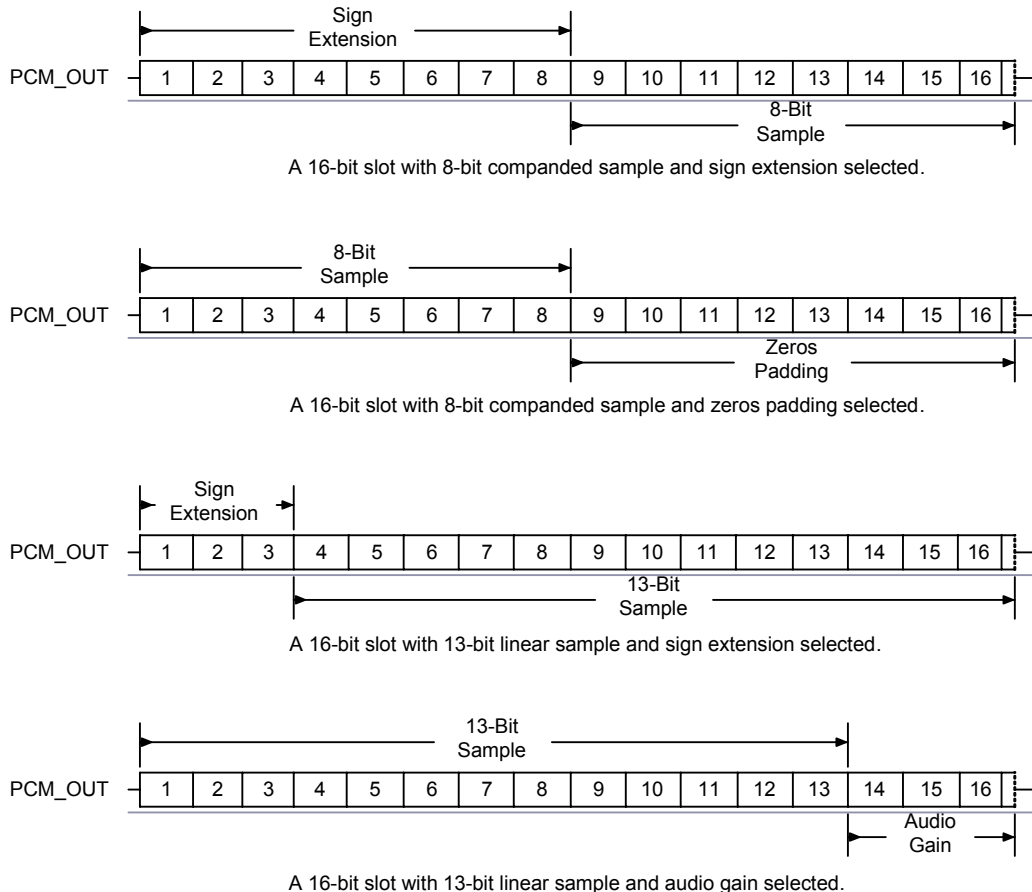 Sign
Extension
PCM_OUT 1 2 3 4 5 6 7 8 9 10 11 12 13 14 15 16
8-Bit
Sample
A 16-bit slot with 8-bit companded sample and sign extension selected.
8-Bit
Sample
PCM_OUT 1 2 3 4 5 6 7 8 9 10 11 12 13 14 15 16
Zeros
Padding
A 16-bit slot with 8-bit companded sample and zeros padding selected.
Sign
Extension
PCM_OUT 1 2 3 4 5 6 7 8 9 10 11 12 13 14 15 16
13-Bit
Sample
A 16-bit slot with 13-bit linear sample and sign extension selected.
13-Bit
Sample
PCM_OUT 1 2 3 4 5 6 7 8 9 10 11 12 13 14 15 16
Audio
Gain
A 16-bit slot with 13-bit linear sample and audio gain selected.